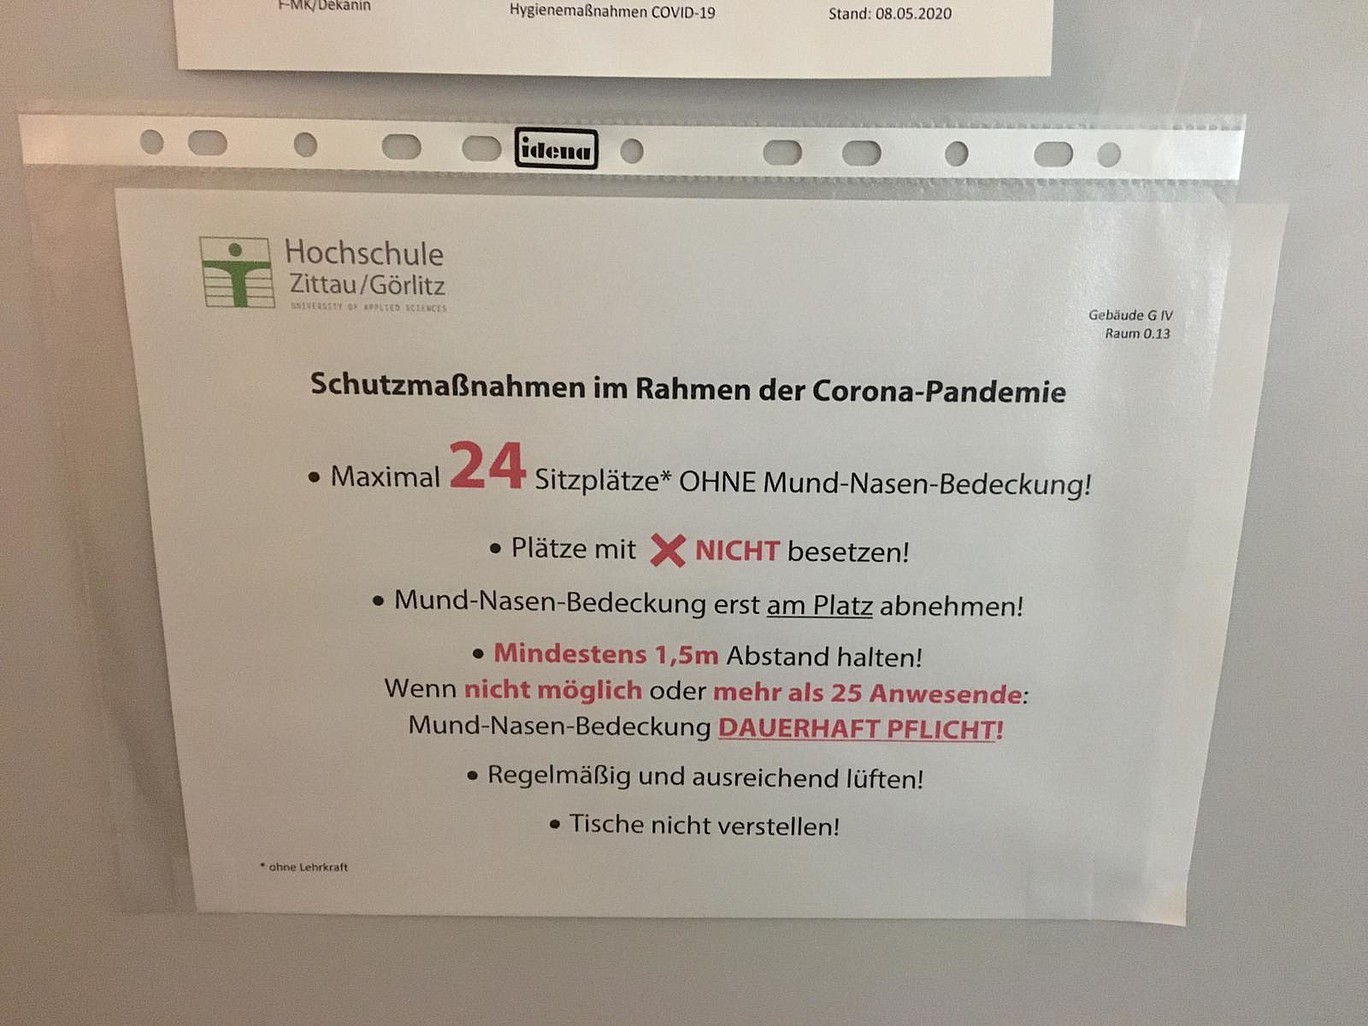 F-MK/Dekanin Hygienemaßnahmen COVID-19 Stand: 08.05.2020
idena
Hochschule
Zittau/Görlitz
UNIVERSITY OF APPLIED SCIENCES
Gebäude G IV
Raum 0.13
Schutzmaßnahmen im Rahmen der Corona-Pandemie
• Maximal 24 Sitzplätze* OHNE Mund-Nasen-Bedeckung!
• Plätze mit ✕ NICHT besetzen!
• Mund-Nasen-Bedeckung erst am Platz abnehmen!
• Mindestens 1,5m Abstand halten!
Wenn nicht möglich oder mehr als 25 Anwesende:
Mund-Nasen-Bedeckung DAUERHAFT PFLICHT!
• Regelmäßig und ausreichend lüften!
• Tische nicht verstellen!
* ohne Lehrkraft